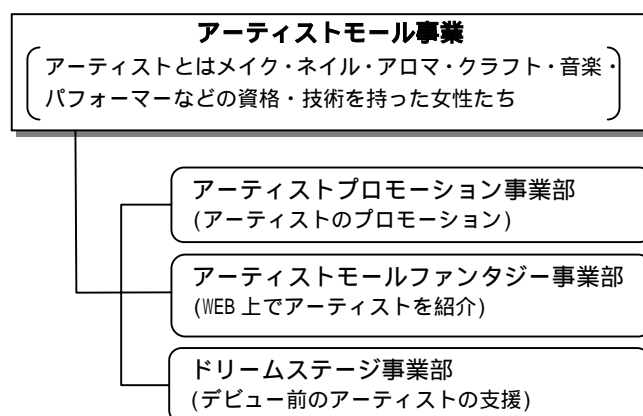 アーティストモール事業
アーティストとはメイク・ネイル・アロマ・クラフト・音楽・
パフォーマーなどの資格・技術を持った女性たち
アーティストプロモーション事業部
(アーティストのプロモーション)
アーティストモールファンタジー事業部
(WEB 上でアーティストを紹介)
ドリームステージ事業部
(デビュー前のアーティストの支援)